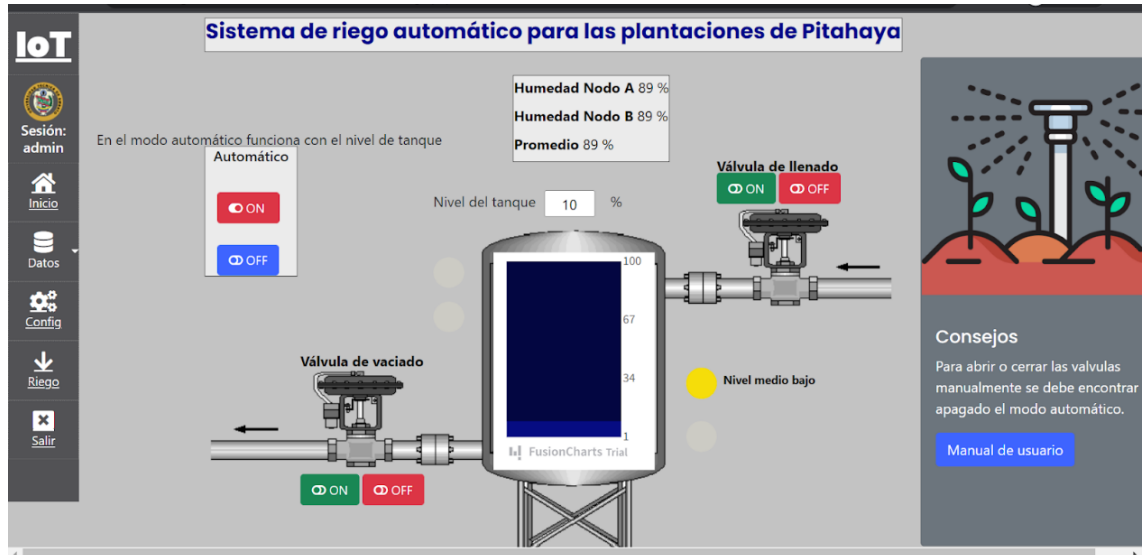 IoT
Sesión:
admin
Inicio
Datos
Config
Riego
Salir
Sistema de riego automático para las plantaciones de Pitahaya
Humedad Nodo A 89 %
Humedad Nodo B 89 %
Promedio 89 %
En el modo automático funciona con el nivel de tanque
Automático
ON
OFF
Nivel del tanque 10 %
Válvula de llenado
ON OFF
100
67
34
1
FusionCharts Trial
Nivel medio bajo
Válvula de vaciado
ON OFF
Consejos
Para abrir o cerrar las valvulas
manualmente se debe encontrar
apagado el modo automático.
Manual de usuario